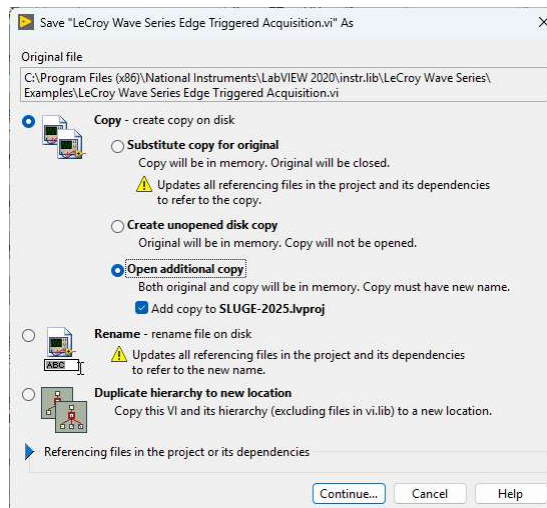 Save "LeCroy Wave Series Edge Triggered Acquisition.vi" As
Original file
C:\Program Files (x86)\National Instruments\LabVIEW 2020\instr.lib\LeCroy Wave Series\
Examples\LeCroy Wave Series Edge Triggered Acquisition.vi
Copy - create copy on disk
Substitute copy for original
Copy will be in memory. Original will be closed.
Updates all referencing files in the project and its dependencies
to refer to the copy.
Create unopened disk copy
Original will be in memory. Copy will not be opened.
Open additional copy
Both original and copy will be in memory. Copy must have new name.
Add copy to SLUGE-2025.lvproj
Rename - rename file on disk
ABC
Updates all referencing files in the project and its dependencies
to refer to the new name.
Duplicate hierarchy to new location
Copy this VI and its hierarchy (excluding files in vi.lib) to a new location.
Referencing files in the project or its dependencies
Continue... Cancel Help